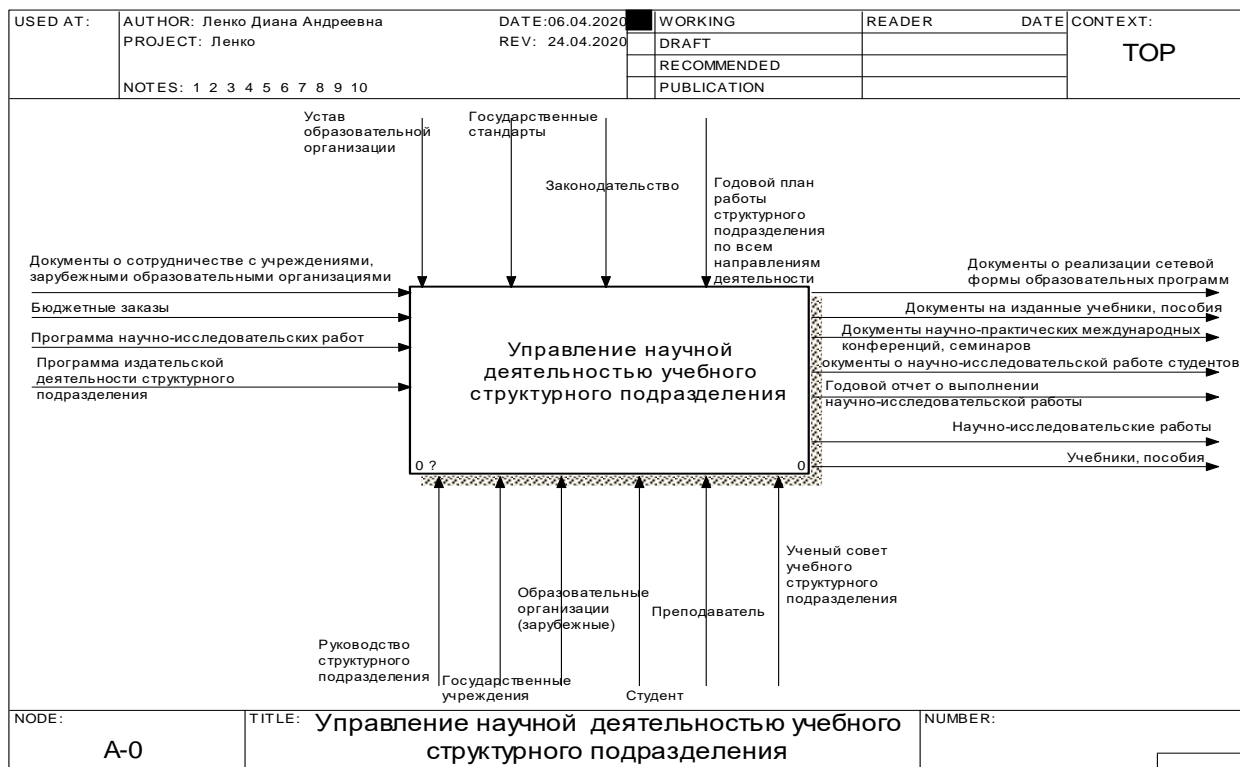 USED AT:
AUTHOR: Ленко Диана Андреевна
DATE:06.04.2020
PROJECT: Ленко
REV: 24.04.2020
NOTES: 1 2 3 4 5 6 7 8 9 10
WORKING
DRAFT
RECOMMENDED
PUBLICATION
READER
DATE
CONTEXT:
TOP
Устав
образовательной
организации
Государственные
стандарты
Законодательство
Годовой план
работы
структурного
подразделения
по всем
направлениям
деятельности
Документы о сотрудничестве с учреждениями,
зарубежными образовательными организациями
Бюджетные заказы
Программа научно-исследовательских работ
Программа издательской
деятельности структурного
подразделения
Управление научной
деятельностью учебного
структурного подразделения
0 ?
0
Документы о реализации сетевой
формы образовательных программ
Документы на изданные учебники, пособия
Документы научно-практических международных
конференций, семинаров
окументы о научно-исследовательской работе студентов
Годовой отчет о выполнении
научно-исследовательской работы
Научно-исследовательские работы
Учебники, пособия
Руководство
структурного
подразделения
Государственные
учреждения
Образовательные
организации
(зарубежные)
Студент
Преподаватель
Ученый совет
учебного
структурного
подразделения
NODE:
A-0
TITLE:
Управление научной деятельностью учебного
структурного подразделения
NUMBER: